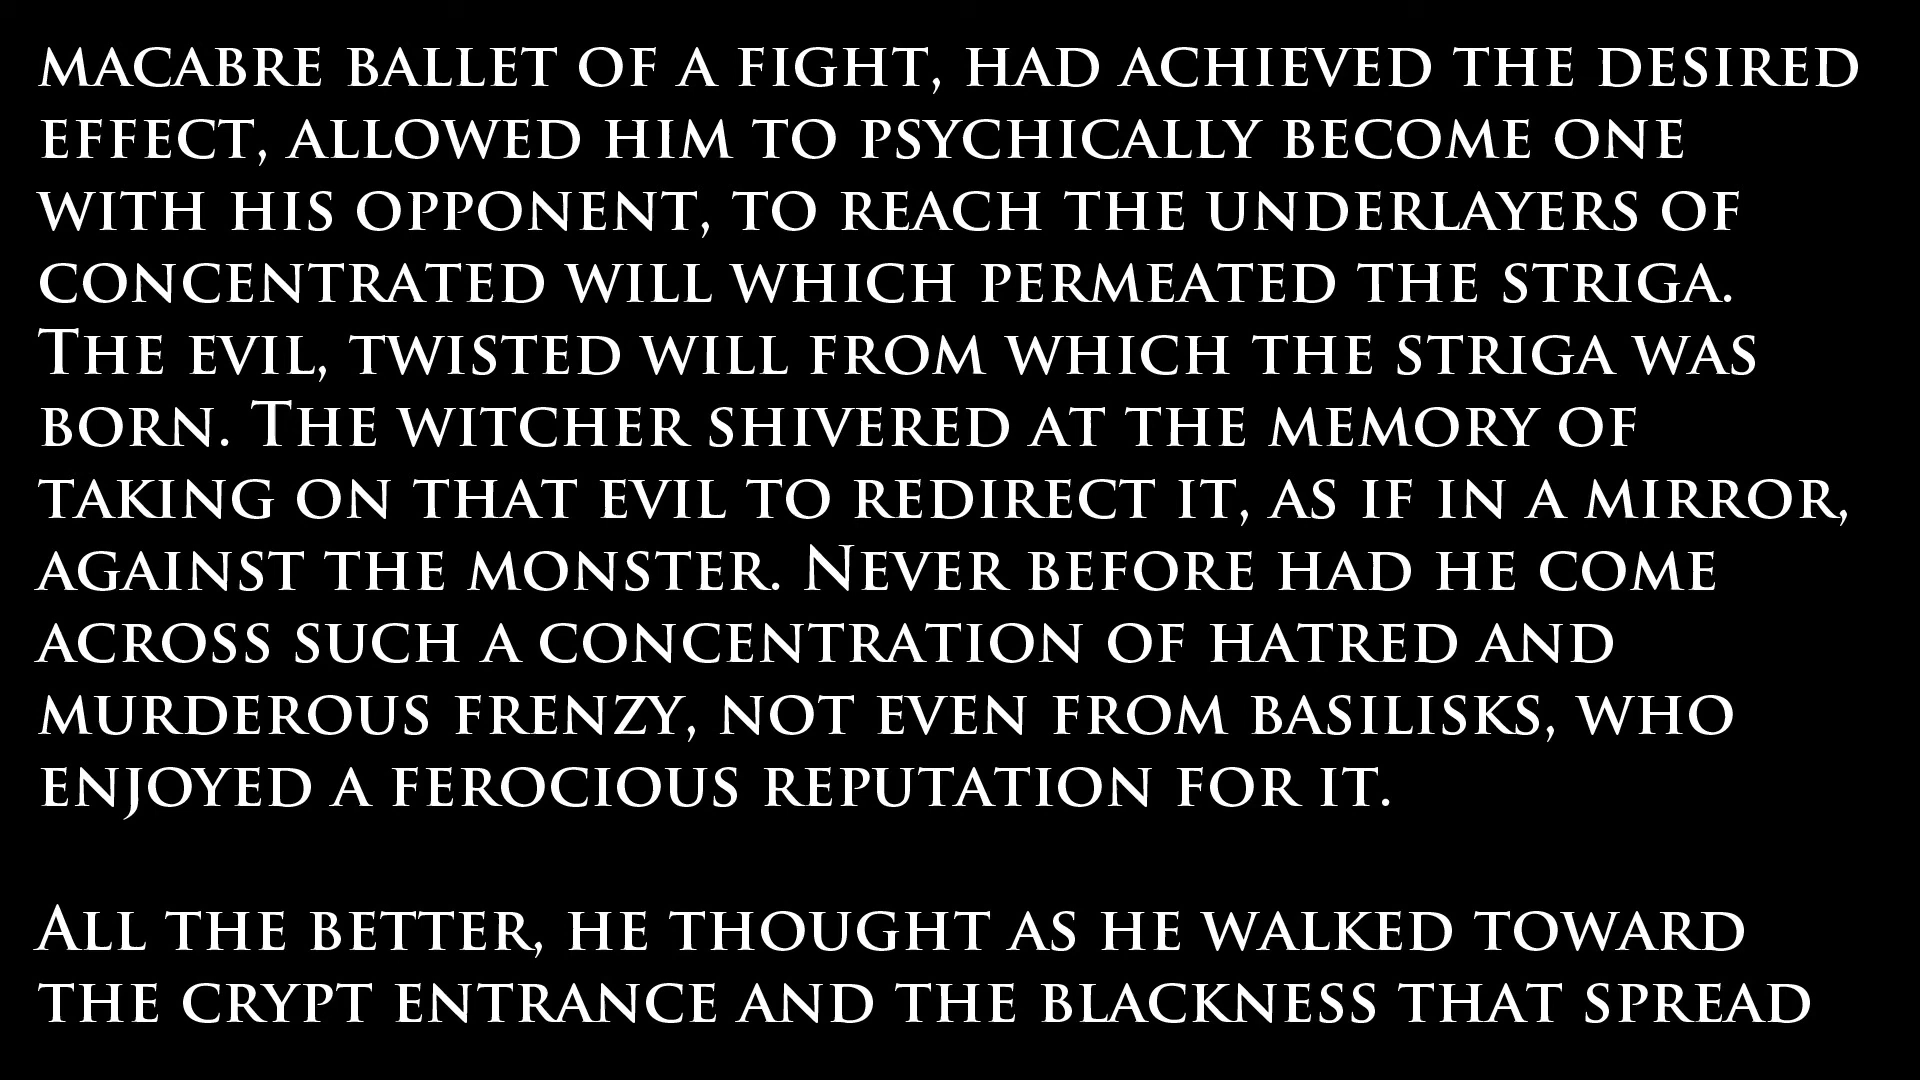 macabre ballet of a fight, had achieved the desired
effect, allowed him to psychically become one
with his opponent, to reach the underlayers of
concentrated will which permeated the striga.
The evil, twisted will from which the striga was
born. The witcher shivered at the memory of
taking on that evil to redirect it, as if in a mirror,
against the monster. Never before had he come
across such a concentration of hatred and
murderous frenzy, not even from basilisks, who
enjoyed a ferocious reputation for it.

All the better, he thought as he walked toward
the crypt entrance and the blackness that spread